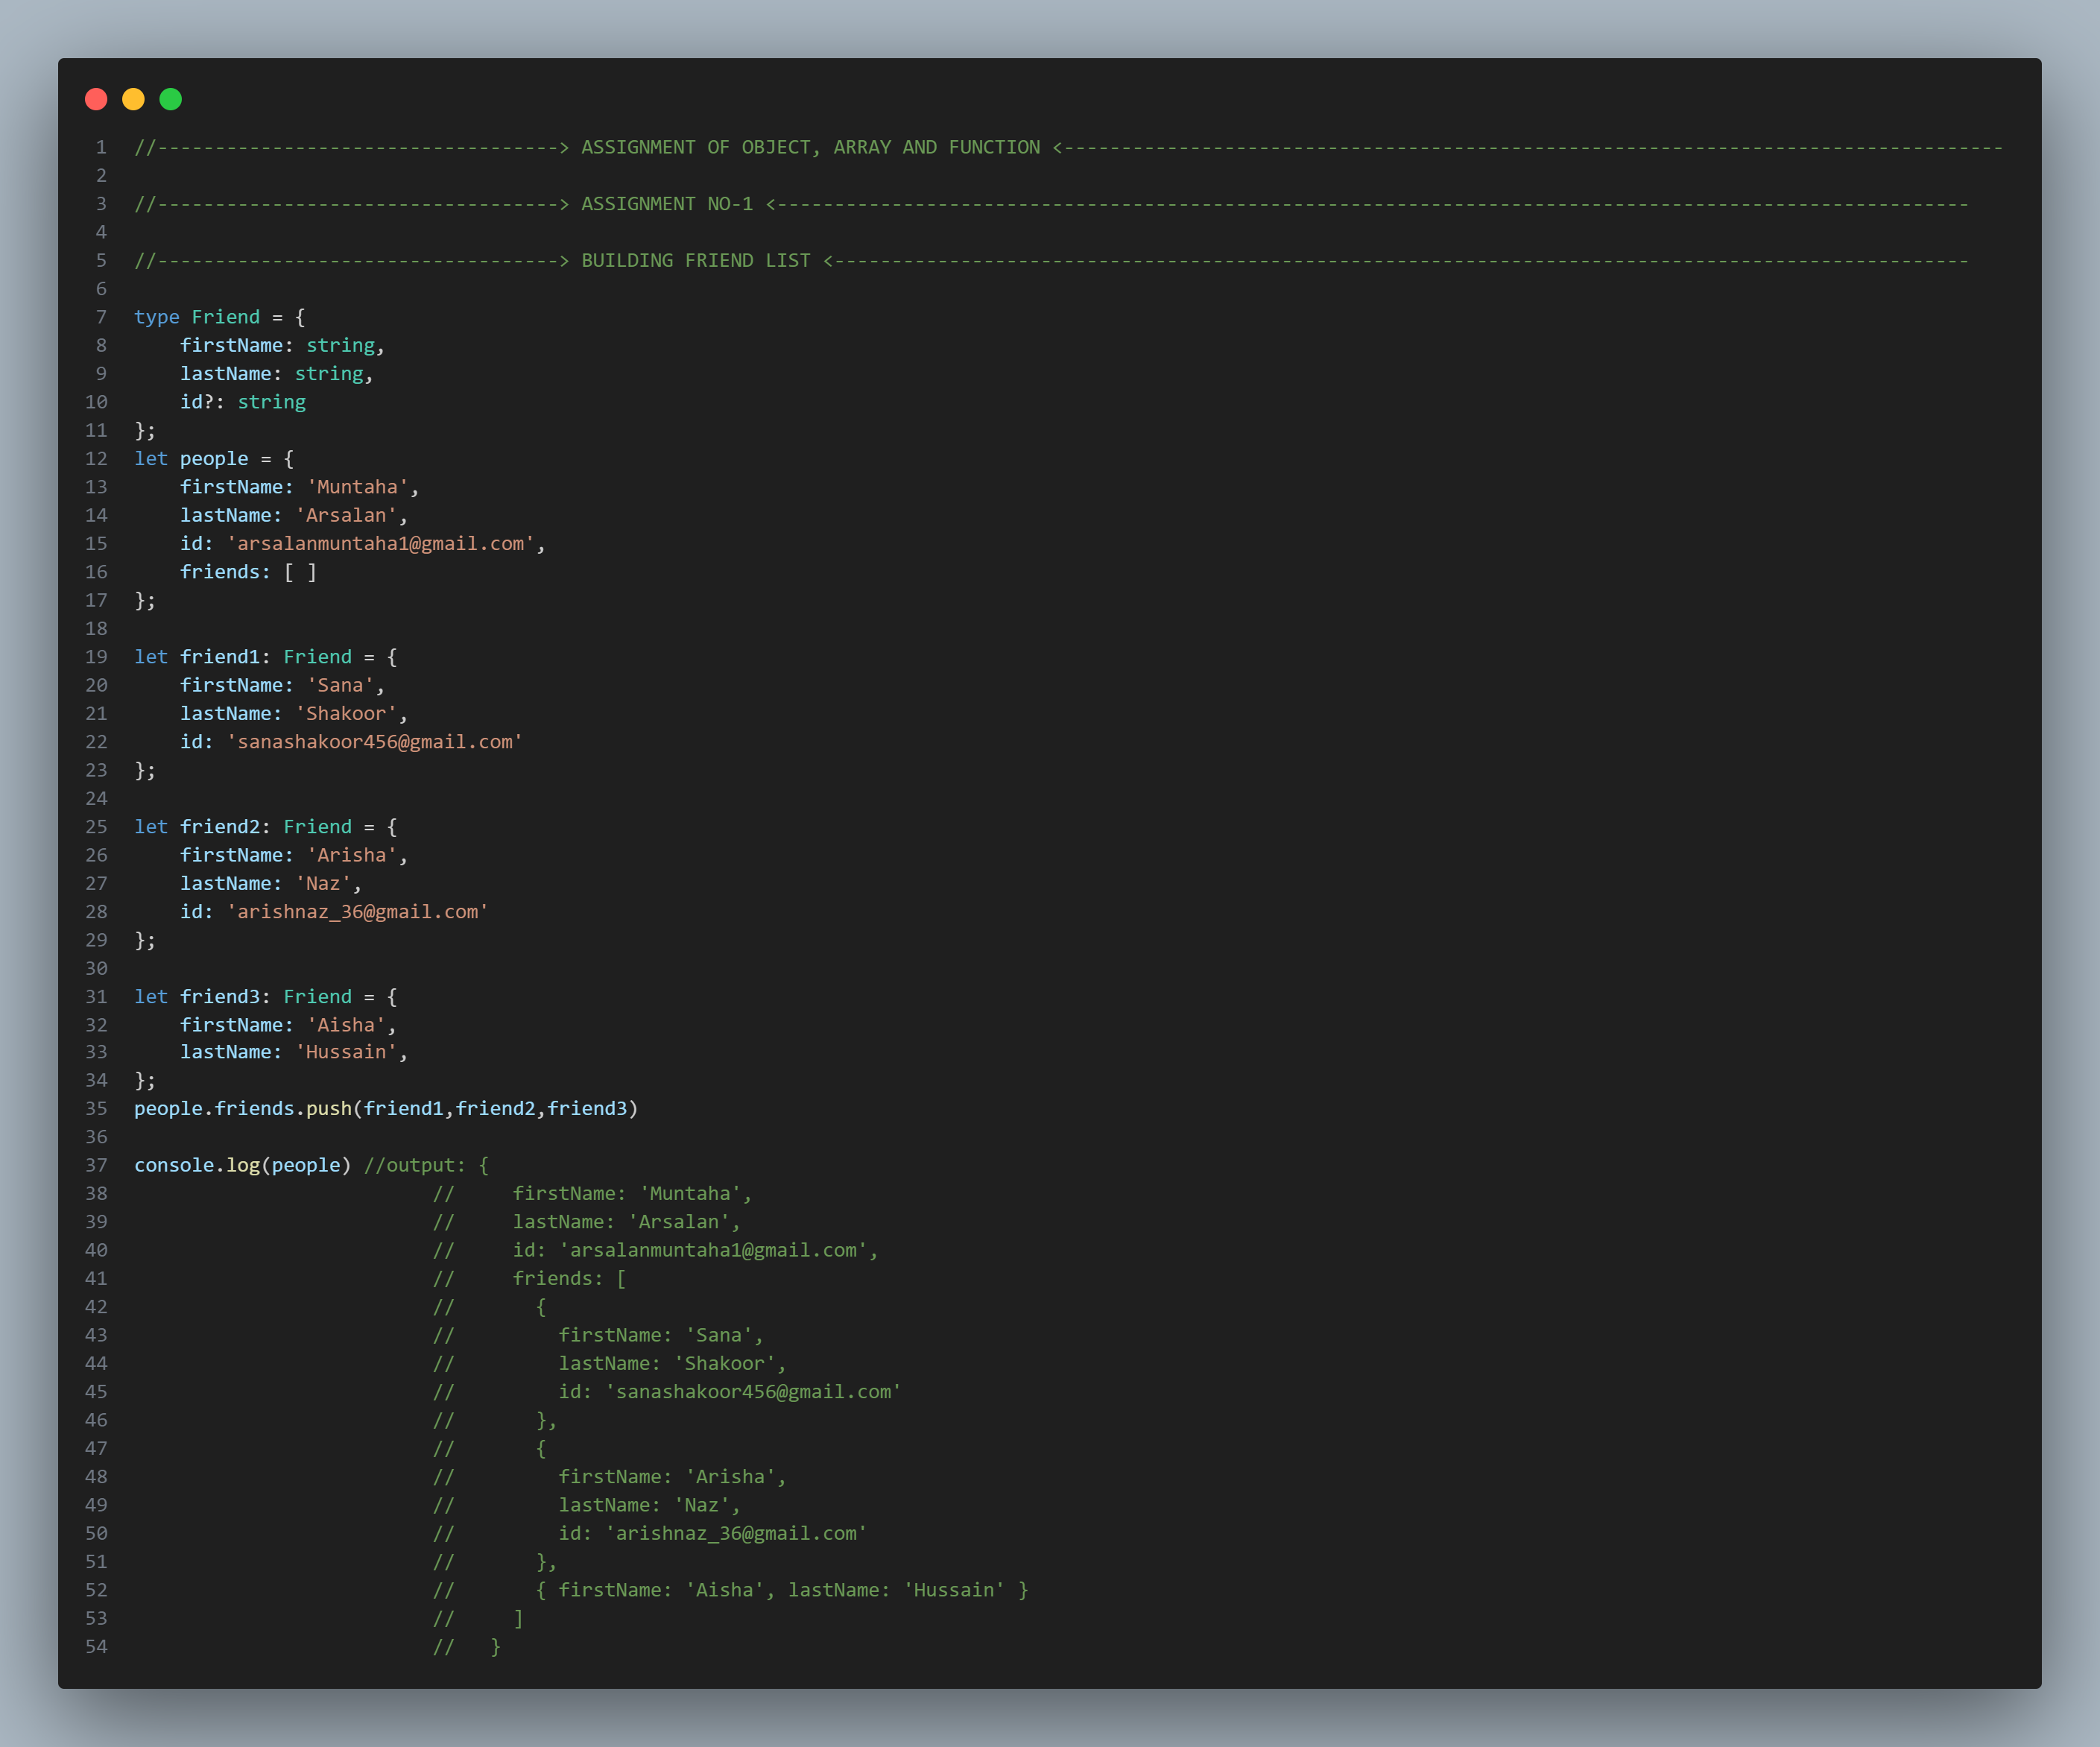 1 //-----------------------------------> ASSIGNMENT OF OBJECT, ARRAY AND FUNCTION <----------------------------------------------------------------------------------
2
3 //-----------------------------------> ASSIGNMENT NO-1 <--------------------------------------------------------------------------------------------------------
4
5 //-----------------------------------> BUILDING FRIEND LIST <---------------------------------------------------------------------------------------------------
6
7 type Friend = {
8     firstName: string,
9     lastName: string,
10     id?: string
11 };
12 let people = {
13     firstName: 'Muntaha',
14     lastName: 'Arsalan',
15     id: 'arsalanmuntaha1@gmail.com',
16     friends: [ ]
17 };
18
19 let friend1: Friend = {
20     firstName: 'Sana',
21     lastName: 'Shakoor',
22     id: 'sanashakoor456@gmail.com'
23 };
24
25 let friend2: Friend = {
26     firstName: 'Arisha',
27     lastName: 'Naz',
28     id: 'arishnaz_36@gmail.com'
29 };
30
31 let friend3: Friend = {
32     firstName: 'Aisha',
33     lastName: 'Hussain',
34 };
35 people.friends.push(friend1,friend2,friend3)
36
37 console.log(people) //output: {
38                           //     firstName: 'Muntaha',
39                           //     lastName: 'Arsalan',
40                           //     id: 'arsalanmuntaha1@gmail.com',
41                           //     friends: [
42                           //       {
43                           //         firstName: 'Sana',
44                           //         lastName: 'Shakoor',
45                           //         id: 'sanashakoor456@gmail.com'
46                           //       },
47                           //       {
48                           //         firstName: 'Arisha',
49                           //         lastName: 'Naz',
50                           //         id: 'arishnaz_36@gmail.com'
51                           //       },
52                           //       { firstName: 'Aisha', lastName: 'Hussain' }
53                           //     ]
54                           //   }